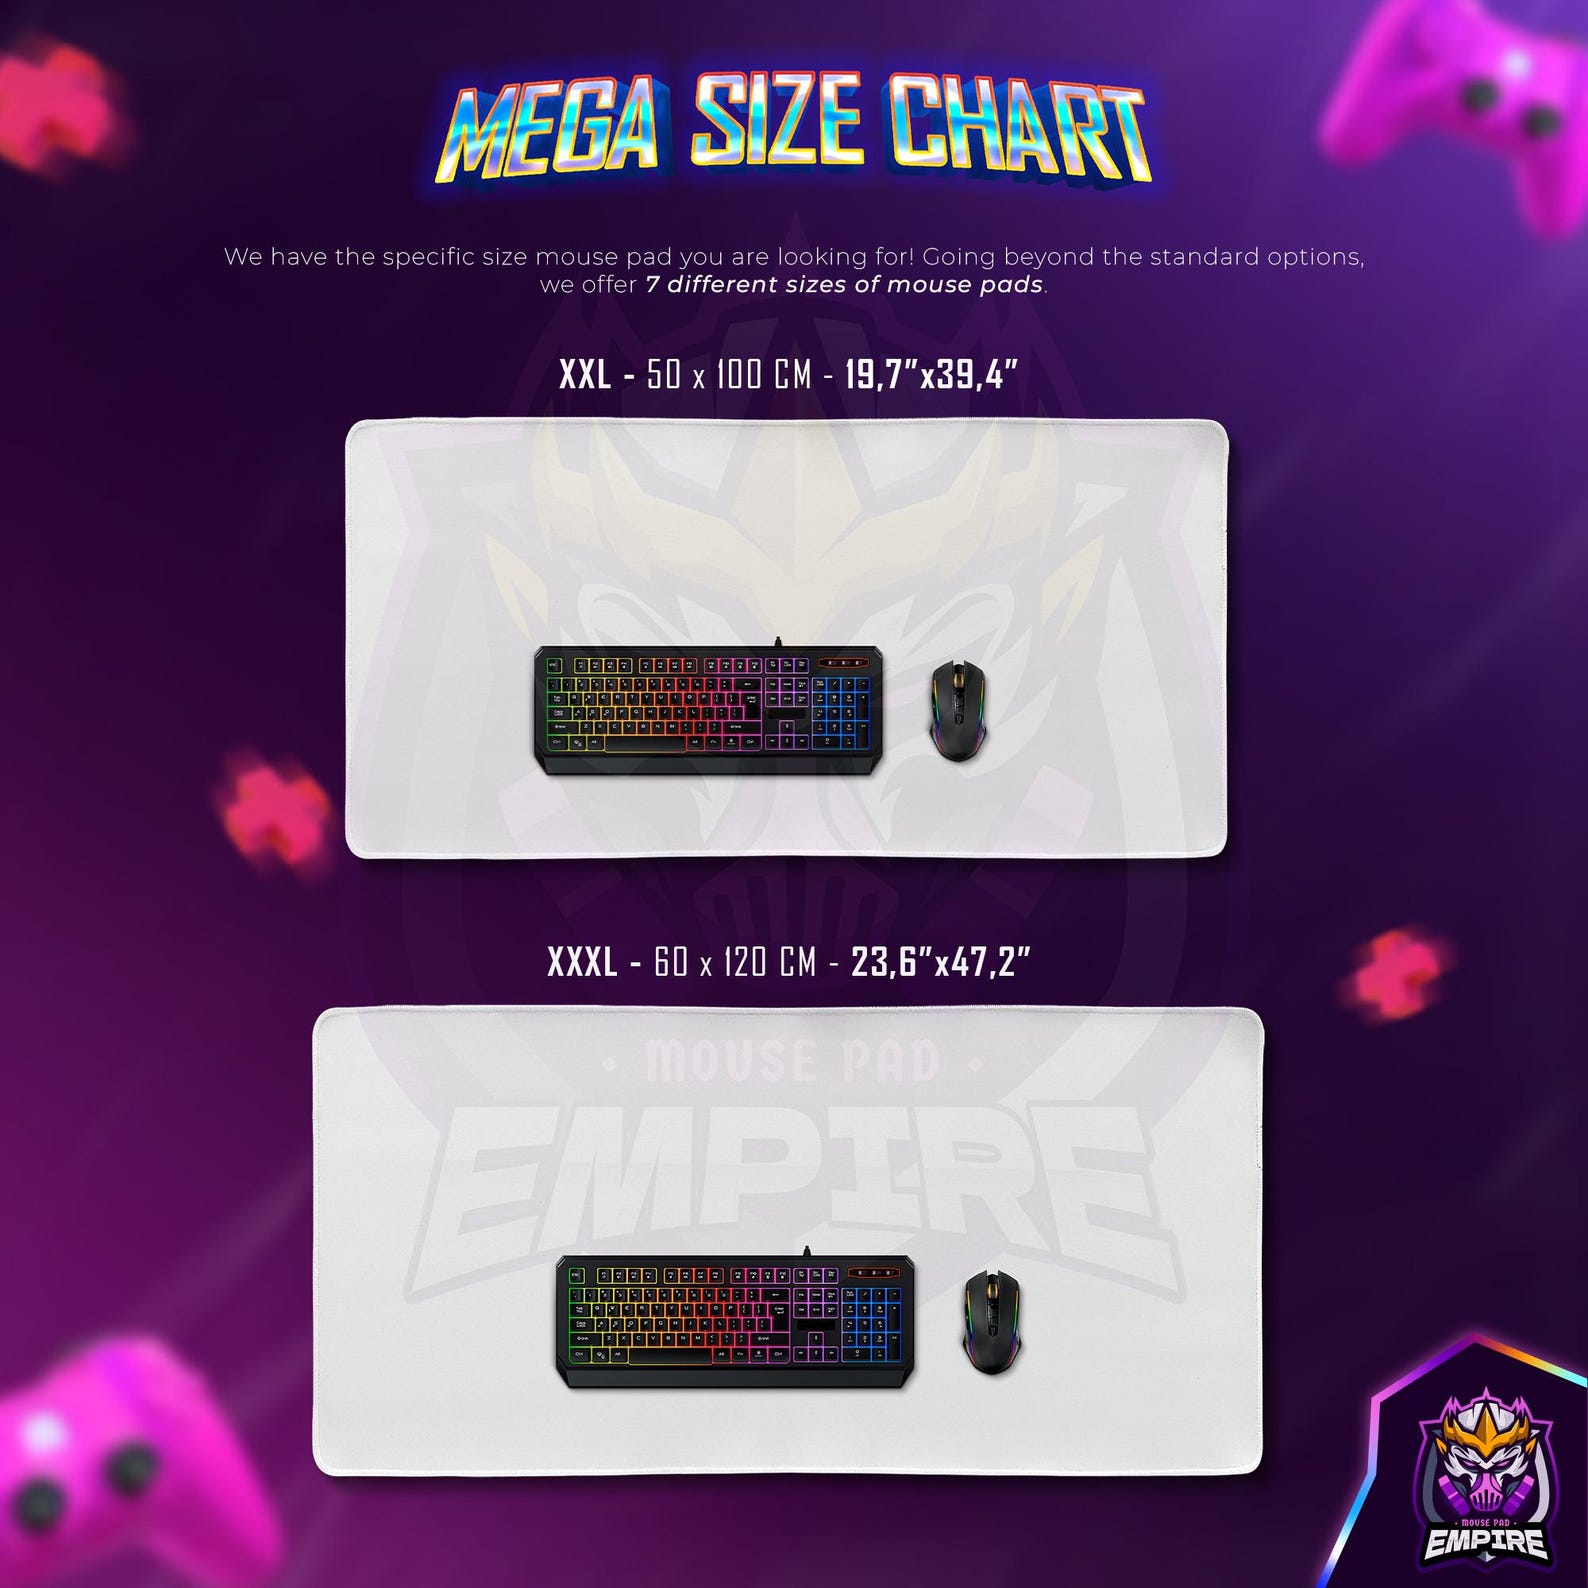 MEGA SIZE CHART
We have the specific size mouse pad you are looking for! Going beyond the standard options,
we offer 7 different sizes of mouse pads.
XXL - 50 x 100 CM - 19,7”x39,4”
XXXL - 60 x 120 CM - 23,6”x47,2”
· MOUSE PAD ·
EMPIRE
· MOUSE PAD ·
EMPIRE